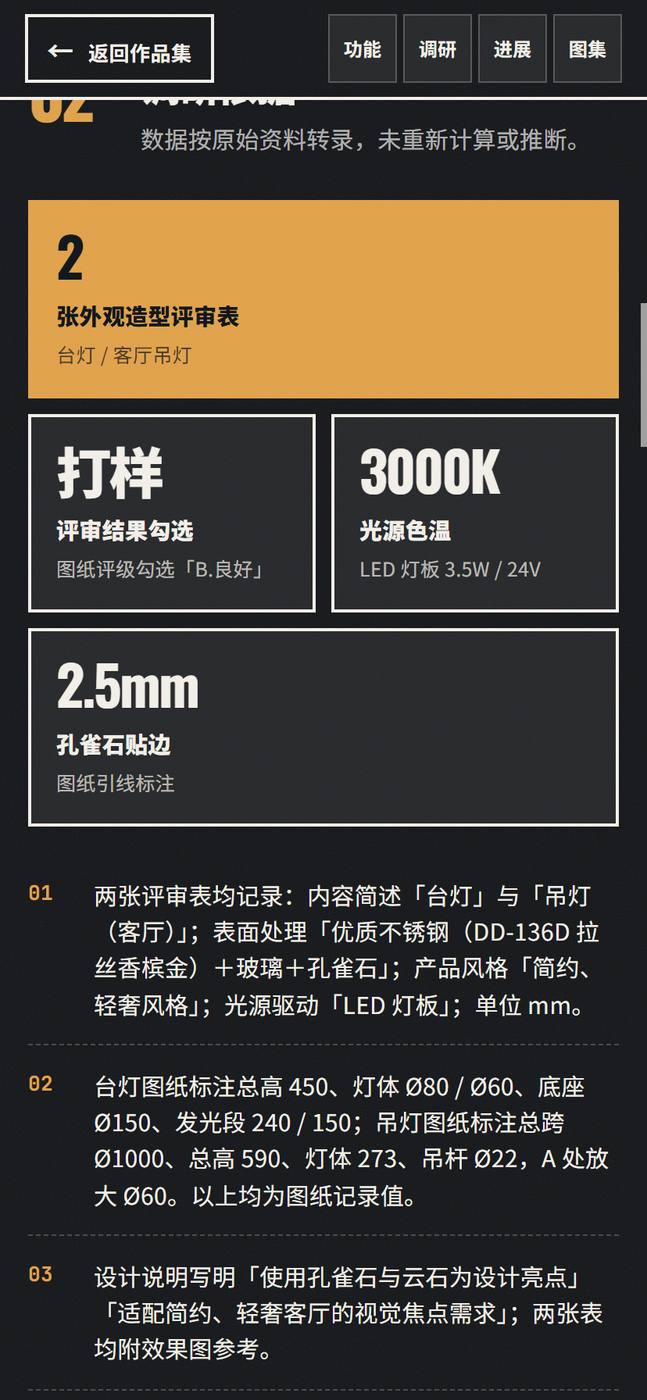 ← 返回作品集
功能
调研
进展
图集
02
数据按原始资料转录，未重新计算或推断。
2
张外观造型评审表
台灯 / 客厅吊灯
打样
评审结果勾选
图纸评级勾选「B.良好」
3000K
光源色温
LED 灯板 3.5W / 24V
2.5mm
孔雀石贴边
图纸引线标注
01
两张评审表均记录：内容简述「台灯」与「吊灯
（客厅）」；表面处理「优质不锈钢（DD-136D 拉
丝香槟金）＋玻璃＋孔雀石」；产品风格「简约、
轻奢风格」；光源驱动「LED 灯板」；单位 mm。
02
台灯图纸标注总高 450、灯体 Ø80 / Ø60、底座
Ø150、发光段 240 / 150；吊灯图纸标注总跨
Ø1000、总高 590、灯体 273、吊杆 Ø22，A 处放
大 Ø60。以上均为图纸记录值。
03
设计说明写明「使用孔雀石与云石为设计亮点」
「适配简约、轻奢客厅的视觉焦点需求」；两张表
均附效果图参考。